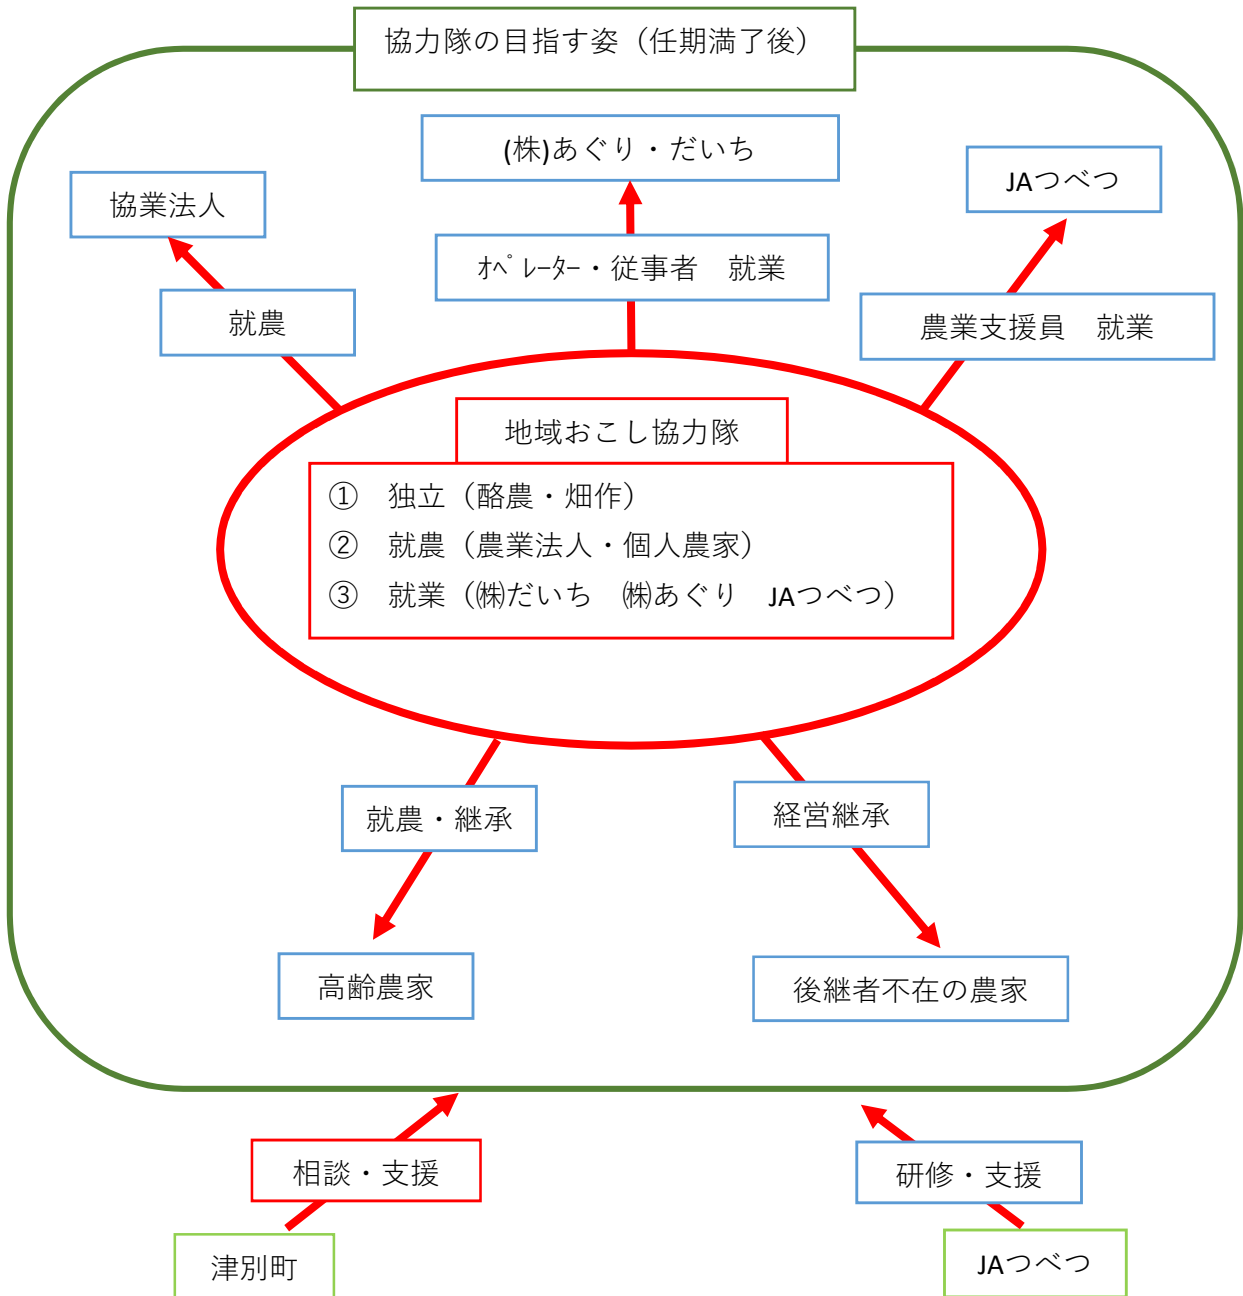 協力隊の目指す姿（任期満了後）
(株)あぐり・だいち
JAつべつ
協業法人
ｵﾍﾟﾚｰﾀｰ・従事者　就業
就農
農業支援員　就業
地域おこし協力隊
①　独立（酪農・畑作）
②　就農（農業法人・個人農家）
③　就業（㈱だいち　㈱あぐり　JAつべつ）
就農・継承
経営継承
高齢農家
後継者不在の農家
相談・支援
研修・支援
津別町
JAつべつ